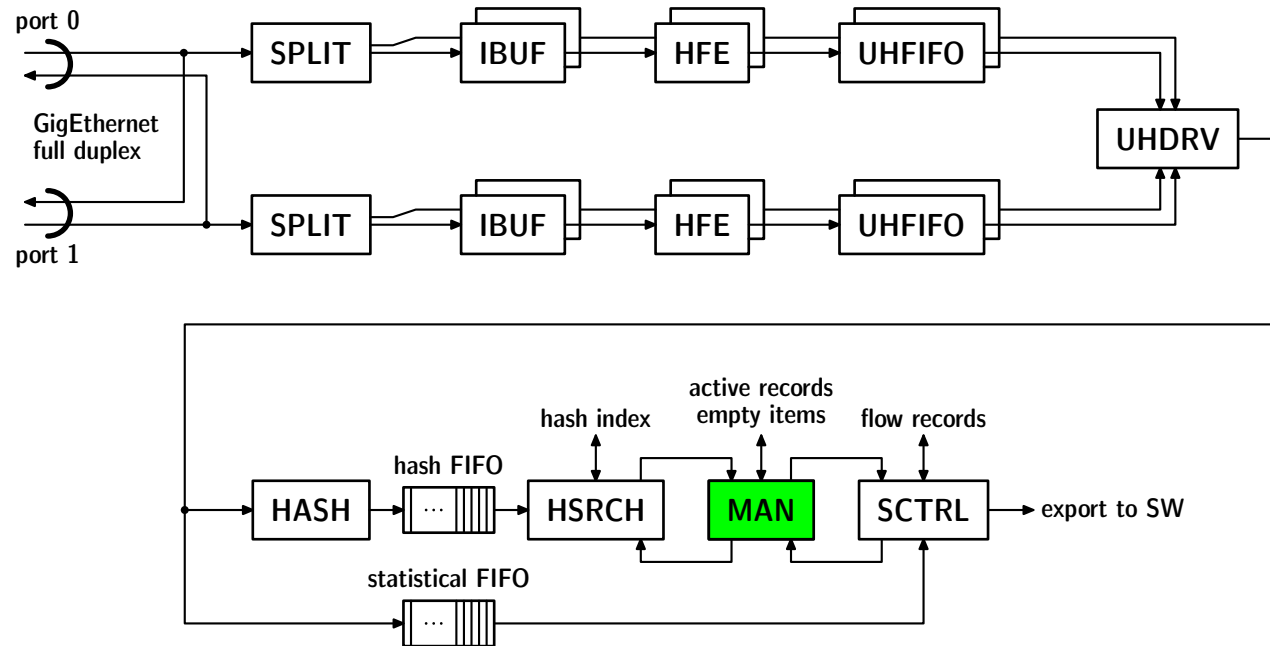 port 0
SPLIT
IBUF
HFE
UHFIFO
GigEthernet
full duplex
UHDRV
SPLIT
IBUF
HFE
UHFIFO
port 1
active records
empty items
hash index
flow records
hash FIFO
HASH
...
HSRCH
MAN
SCTRL
export to SW
statistical FIFO
...